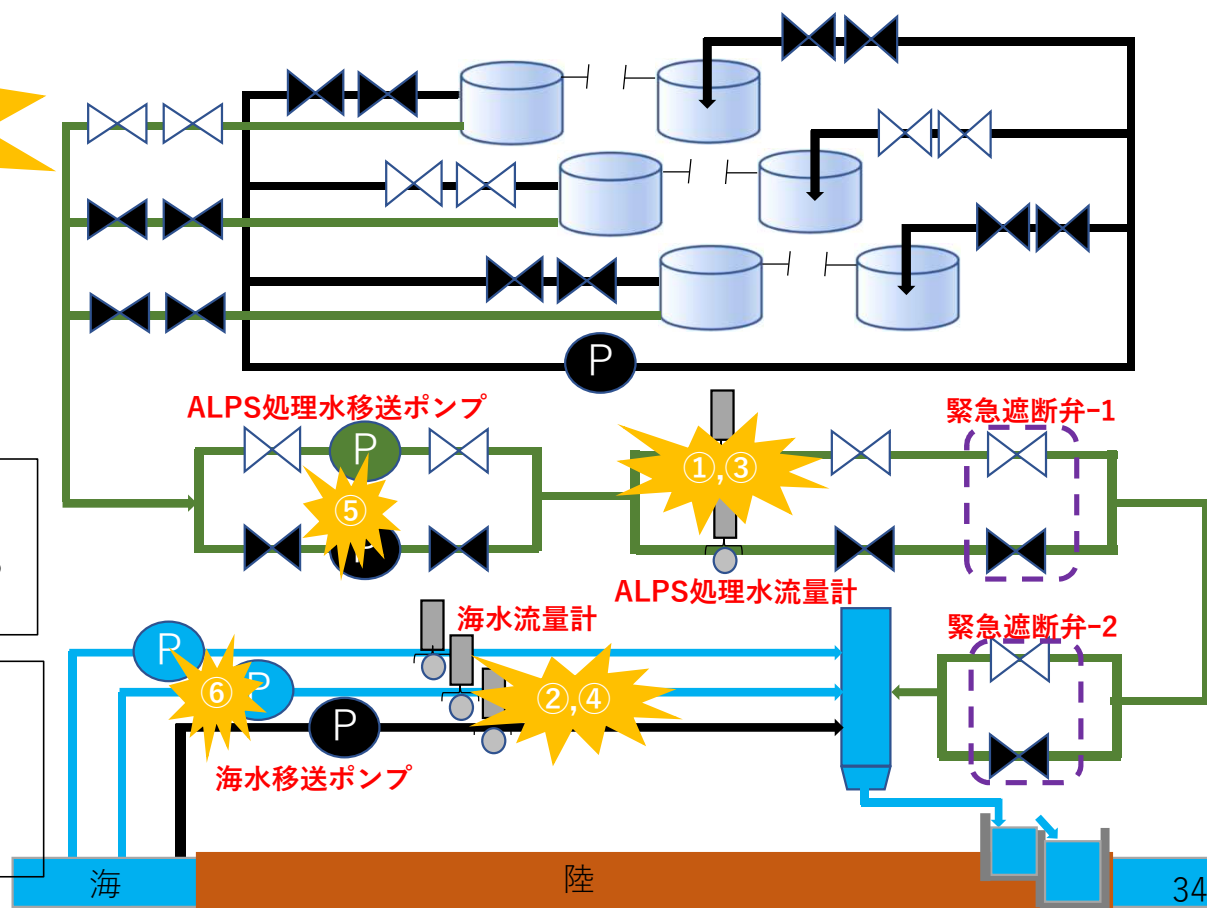 P
ALPS処理水移送ポンプ
緊急遮断弁-1
P
①,③
⑤
P
ALPS処理水流量計
海水流量計
緊急遮断弁-2
P
⑥
P
②,④
P
海水移送ポンプ
海
陸
34